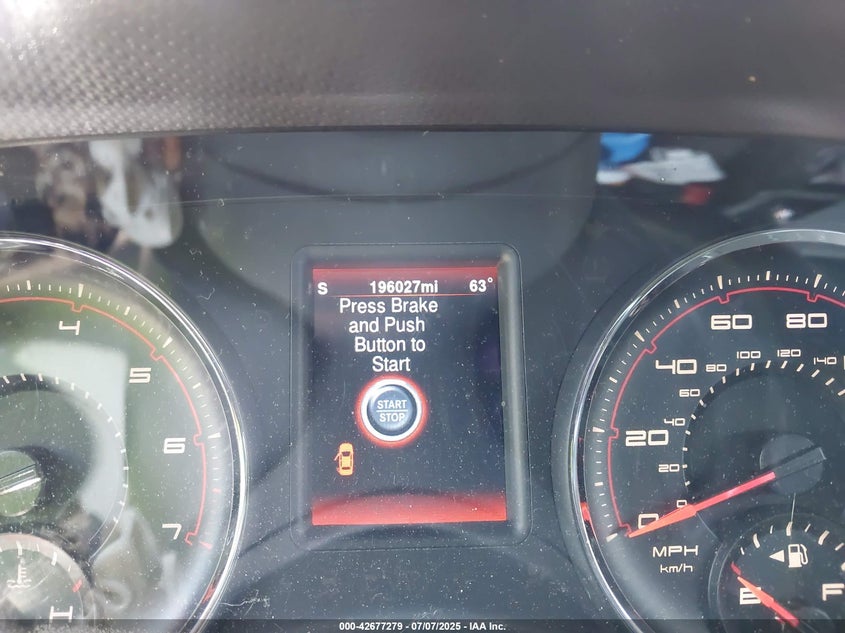 S 196027mi 63°
Press Brake
and Push
Button to
Start
START
STOP
4
5
6
7
H
0
20
40
60
80
0
20
40
60
80
100
120
140
MPH
km/h
E
F
000-42677279 | 07/07/2025 | IAA Inc.